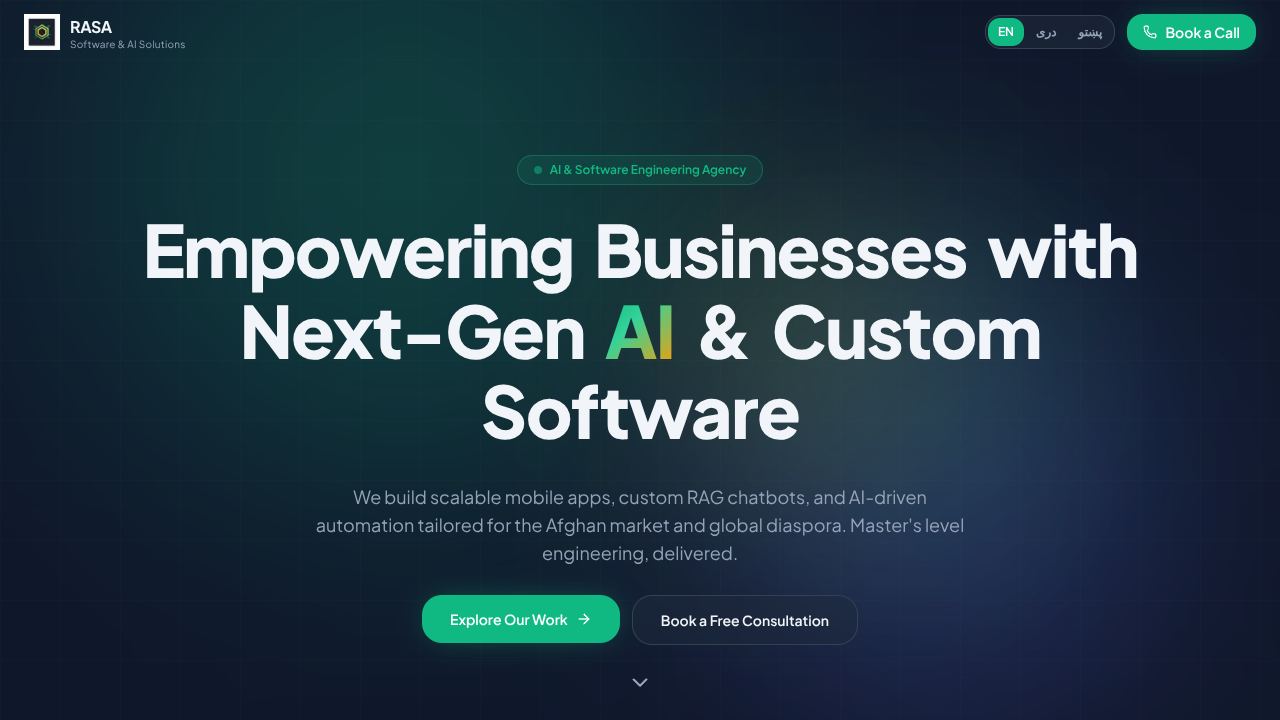 RASA
Software & AI Solutions
EN
دری
پښتو
Book a Call
AI & Software Engineering Agency
Empowering Businesses with
Next-Gen AI & Custom
Software
We build scalable mobile apps, custom RAG chatbots, and AI-driven
automation tailored for the Afghan market and global diaspora. Master's level
engineering, delivered.
Explore Our Work
Book a Free Consultation